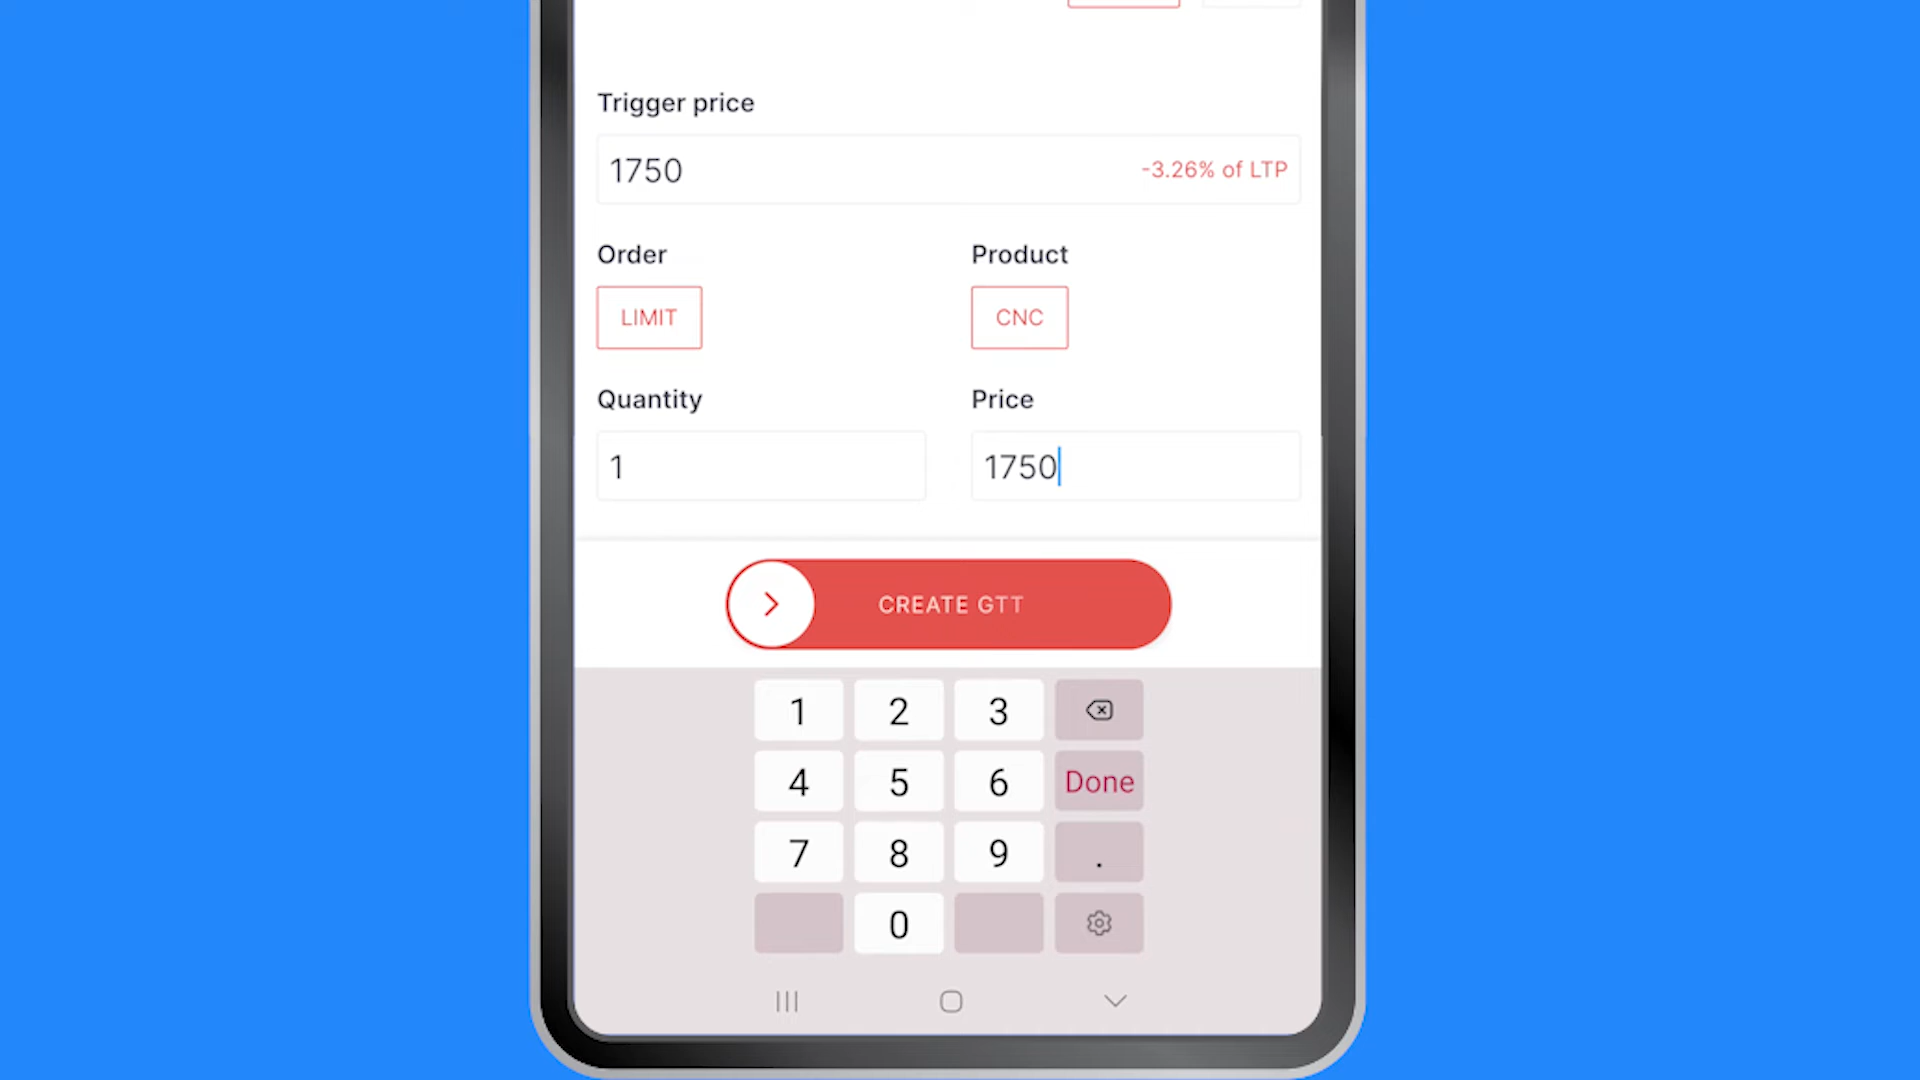 Trigger price
1750 -3.26% of LTP
Order Product
LIMIT CNC
Quantity Price
1 1750
CREATE GTT
1 2 3
4 5 6 Done
7 8 9 .
0